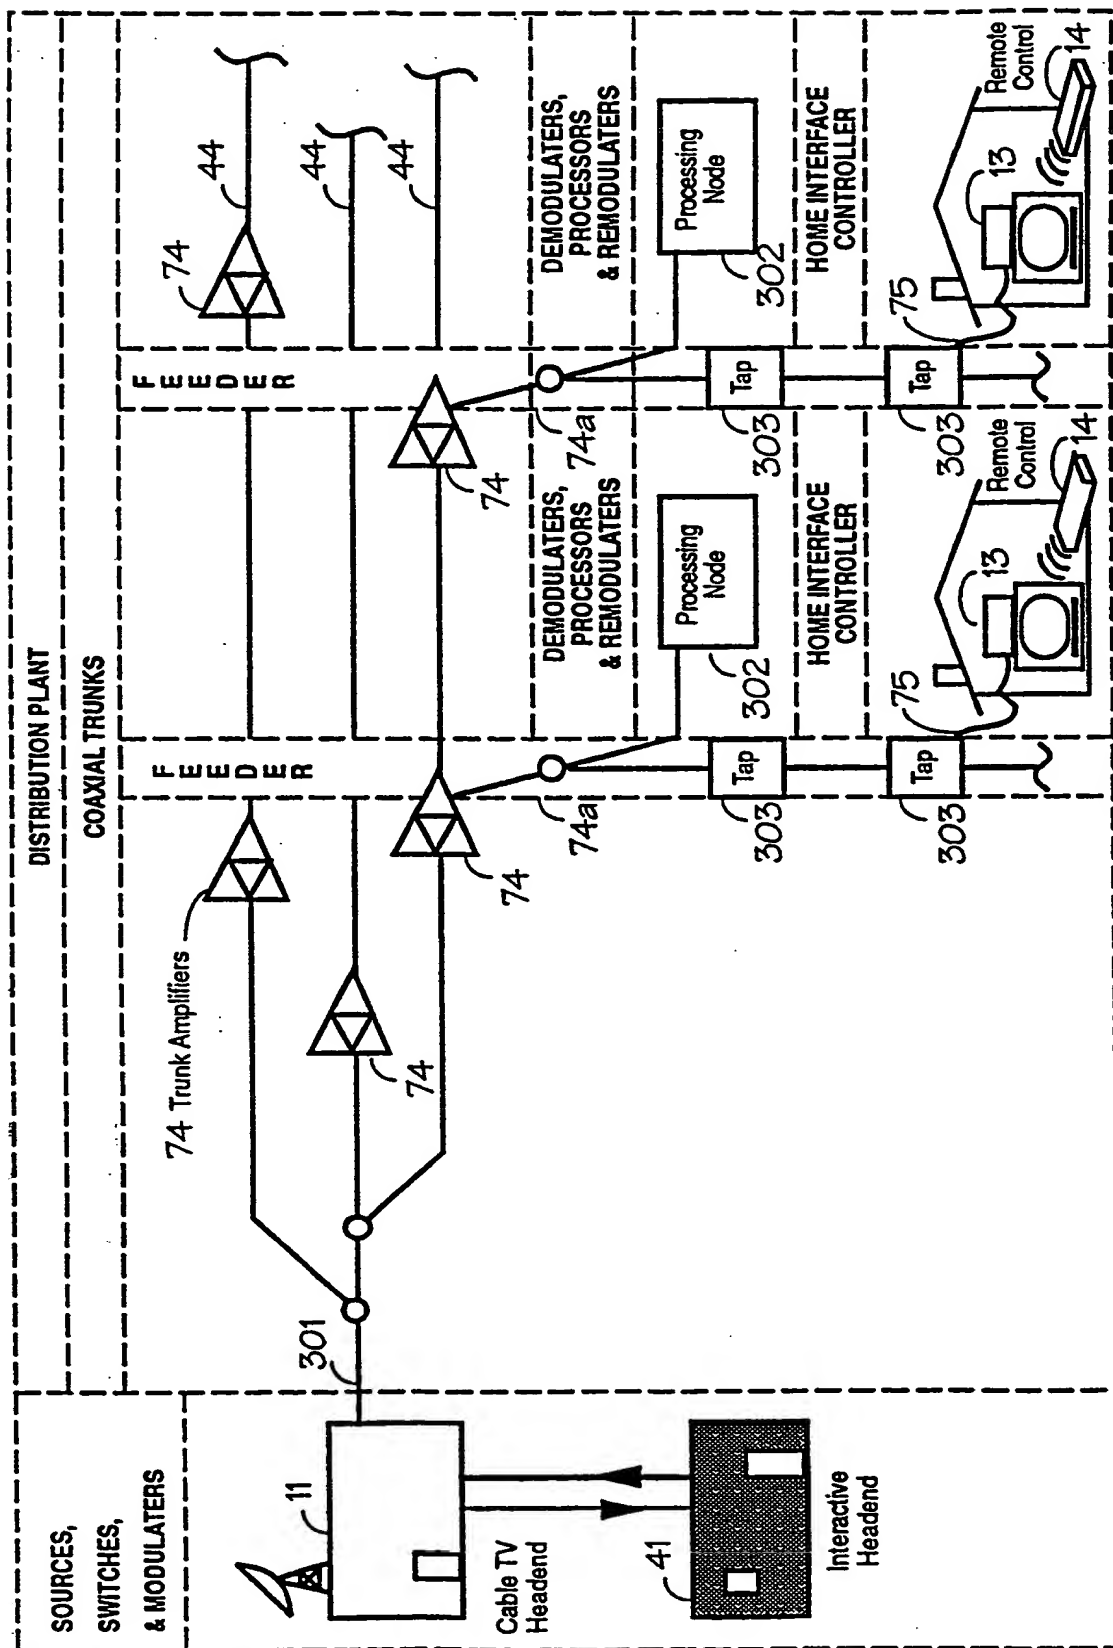 DISTRIBUTION PLANT
COAXIAL TRUNKS
SOURCES,
SWITCHES,
& MODULATERS
11
Cable TV
Headend
41
Interactive
Headend
301
74 Trunk Amplifiers
74
74
74
74
44
44
44
FEEDER
FEEDER
74a
74a
DEMODULATERS,
PROCESSORS
& REMODULATERS
DEMODULATERS,
PROCESSORS
& REMODULATERS
Processing
Node
302
Processing
Node
302
Tap
303
Tap
303
HOME INTERFACE
CONTROLLER
HOME INTERFACE
CONTROLLER
Tap
303
75
13
Remote
Control
14
Tap
303
75
13
Remote
Control
14